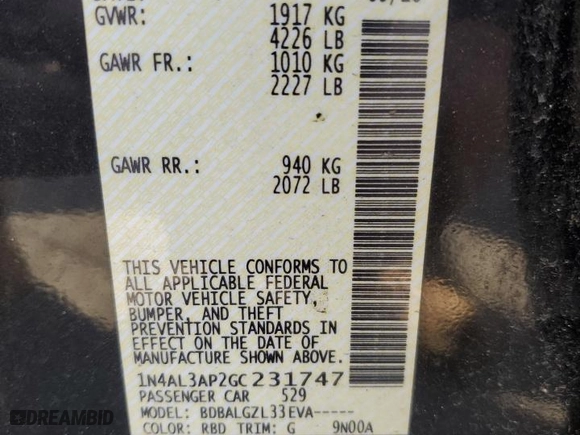 GVWR: 1917 KG
4226 LB
GAWR FR.: 1010 KG
2227 LB
GAWR RR.: 940 KG
2072 LB
THIS VEHICLE CONFORMS TO
ALL APPLICABLE FEDERAL
MOTOR VEHICLE SAFETY,
BUMPER, AND THEFT
PREVENTION STANDARDS IN
EFFECT ON THE DATE OF
MANUFACTURE SHOWN ABOVE.
1N4AL3AP2GC231747
PASSENGER CAR 529
MODEL: BDBALGZL33EVA-----
COLOR: RBD TRIM: G 9N00A
DREAMBID